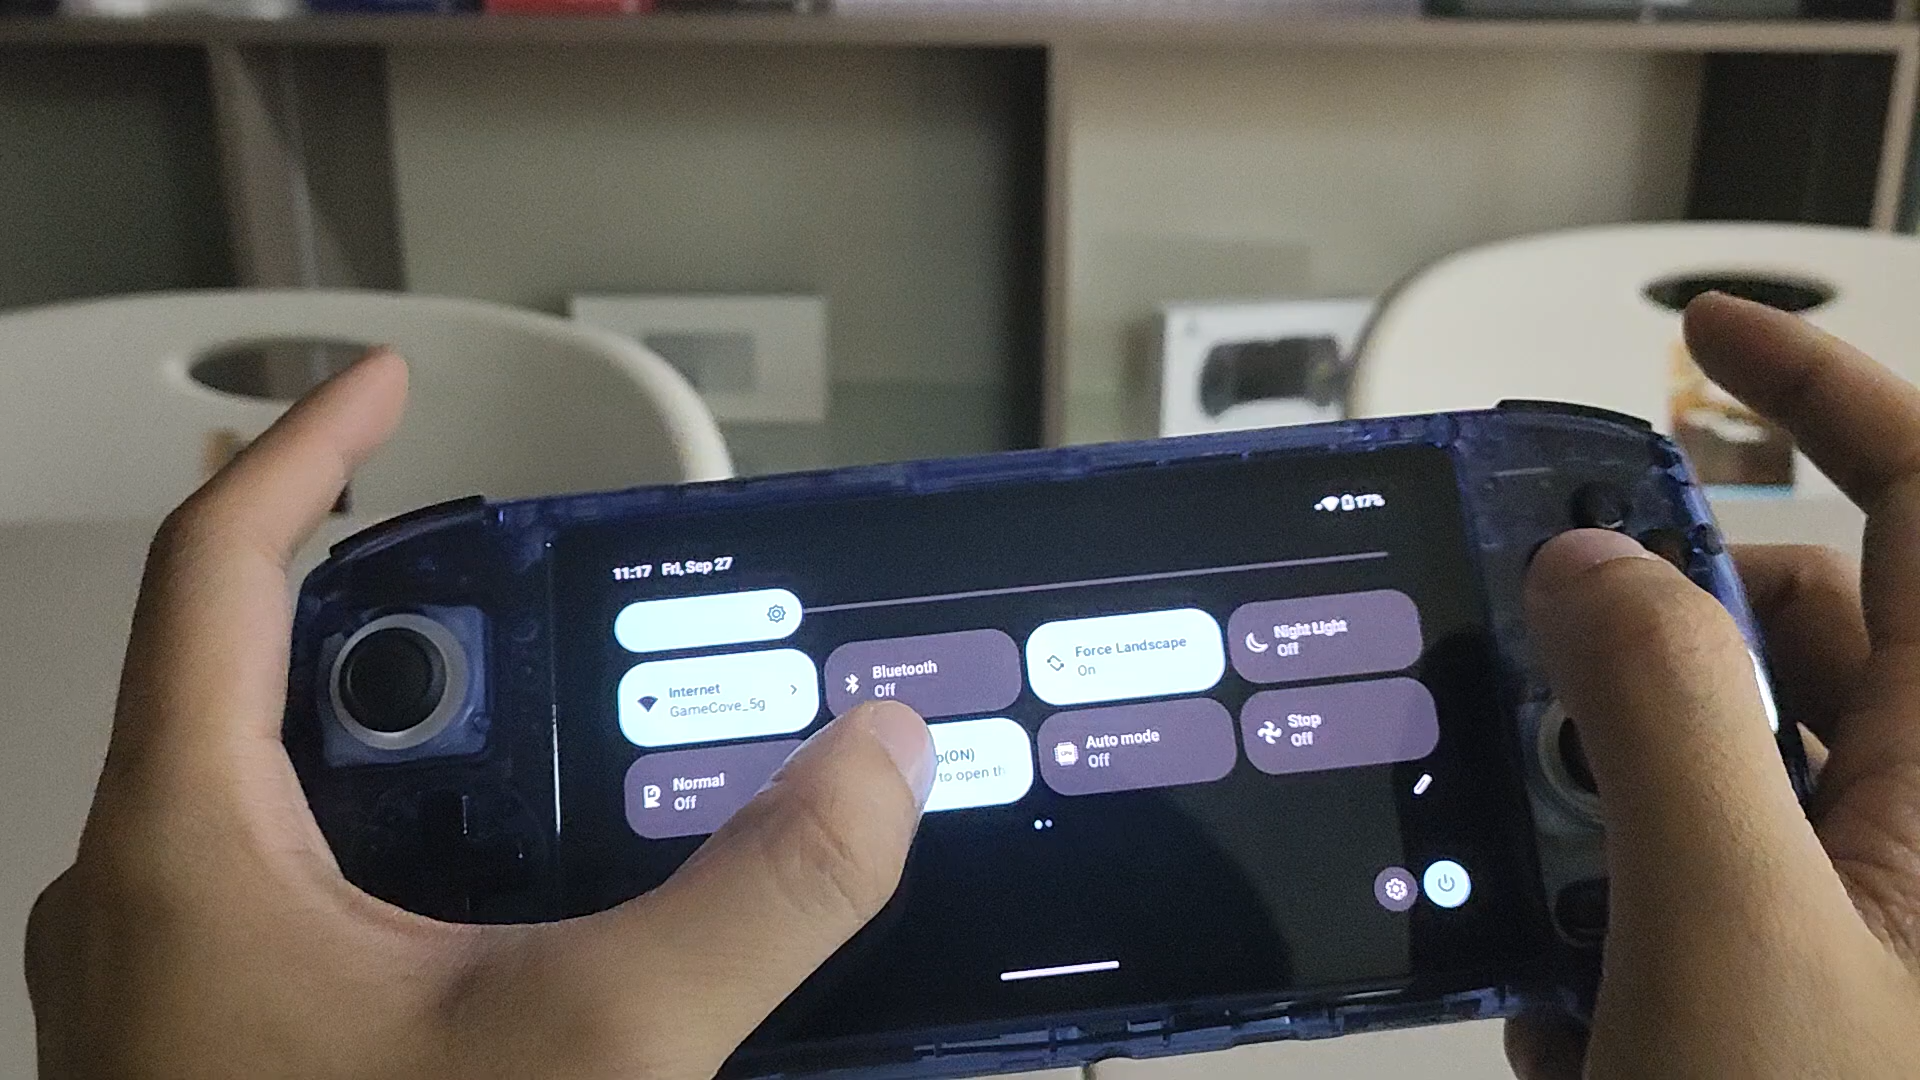 17%
11:17 Fri, Sep 27
Internet
GameCove_5g
Bluetooth
Off
Force Landscape
On
Night Light
Off
Normal
Off
p(ON)
to open th
Auto mode
Off
Stop
Off